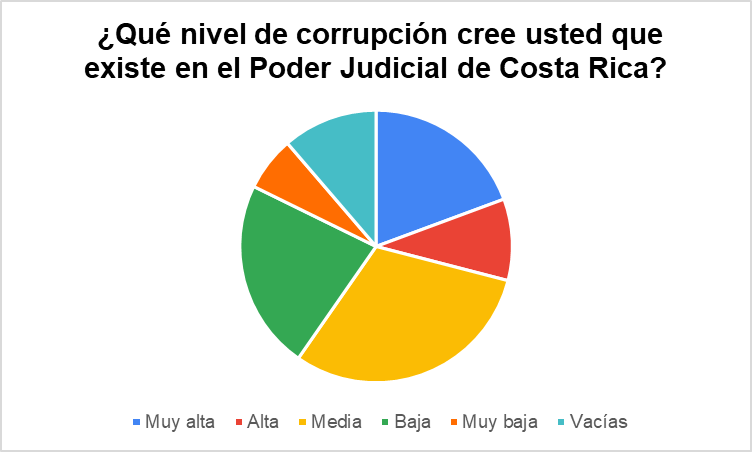 ¿Qué nivel de corrupción cree usted que
existe en el Poder Judicial de Costa Rica?
Muy alta Alta Media Baja Muy baja Vacías